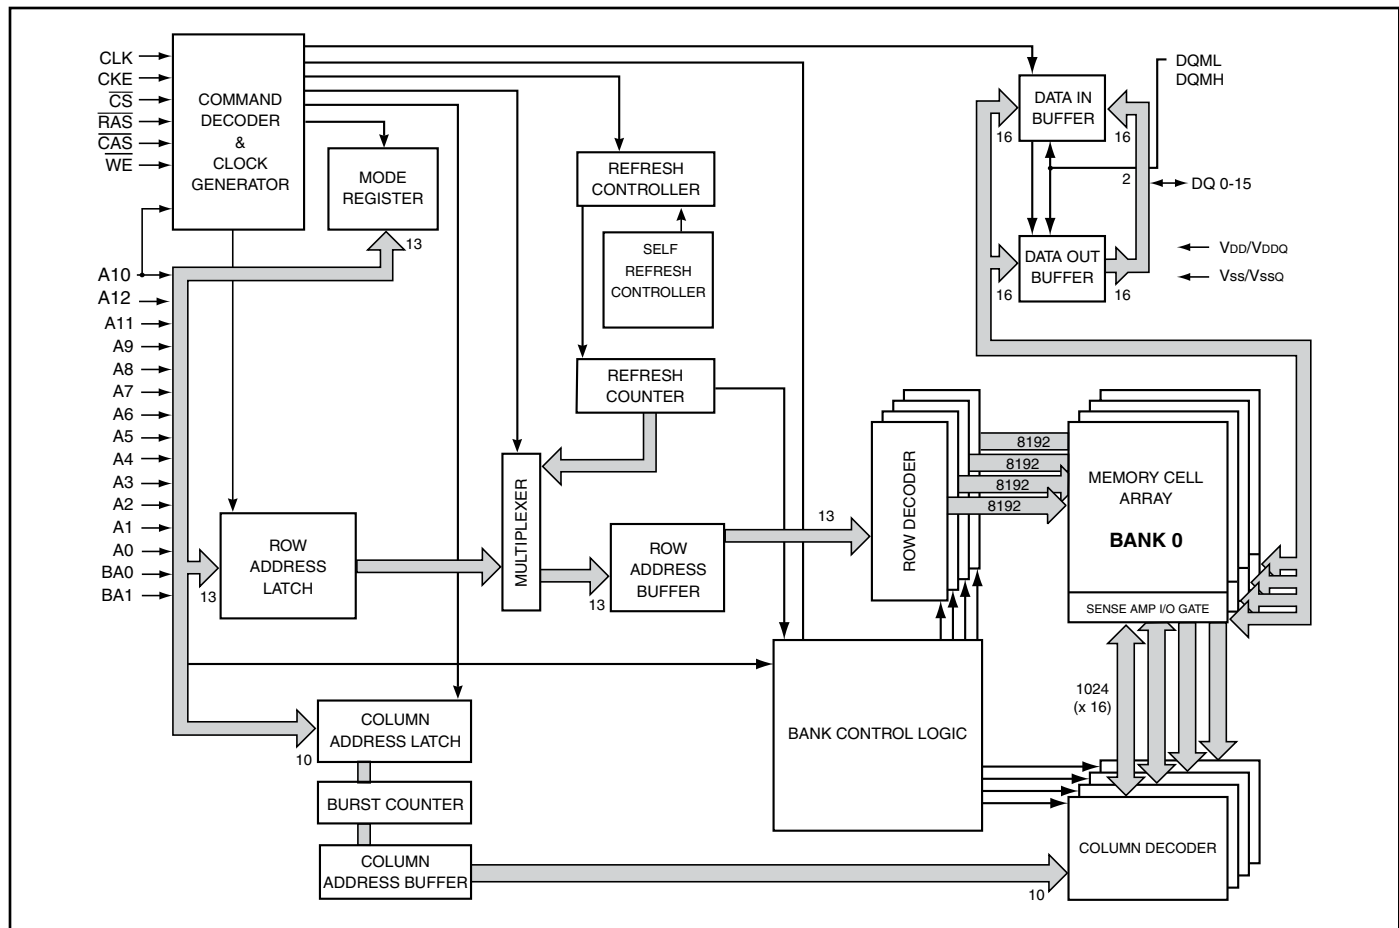 CLK
CKE
CS
RAS
CAS
WE
A10
A12
A11
A9
A8
A7
A6
A5
A4
A3
A2
A1
A0
BA0
BA1
COMMAND
DECODER
&
CLOCK
GENERATOR
MODE
REGISTER
13
REFRESH
CONTROLLER
SELF
REFRESH
CONTROLLER
REFRESH
COUNTER
DATA IN
BUFFER
16
16
DQML
DQMH
2
DQ 0-15
DATA OUT
BUFFER
16
16
VDD/VDDQ
Vss/VssQ
ROW
ADDRESS
LATCH
13
MULTIPLEXER
13
ROW
ADDRESS
BUFFER
13
ROW DECODER
8192
8192
8192
8192
MEMORY CELL
ARRAY
BANK 0
SENSE AMP I/O GATE
1024
(x 16)
BANK CONTROL LOGIC
COLUMN
ADDRESS LATCH
10
BURST COUNTER
COLUMN
ADDRESS BUFFER
10
COLUMN DECODER